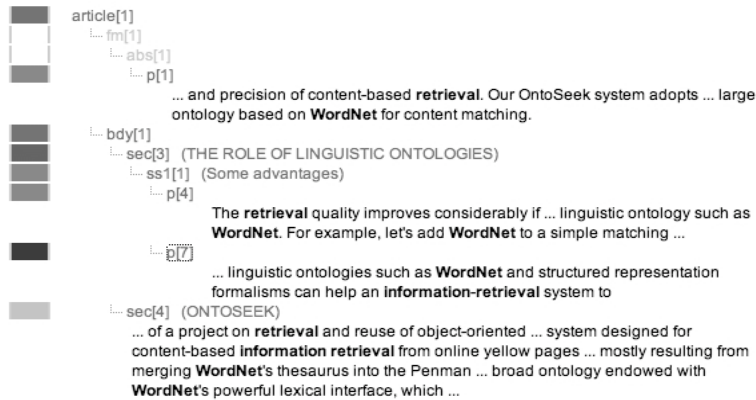 article[1]
fm[1]
abs[1]
p[1]
... and precision of content-based retrieval. Our OntoSeek system adopts ... large
ontology based on WordNet for content matching.
bdy[1]
sec[3] (THE ROLE OF LINGUISTIC ONTOLOGIES)
ss1[1] (Some advantages)
p[4]
The retrieval quality improves considerably if ... linguistic ontology such as
WordNet. For example, let's add WordNet to a simple matching ...
p[7]
... linguistic ontologies such as WordNet and structured representation
formalisms can help an information-retrieval system to
sec[4] (ONTOSEEK)
... of a project on retrieval and reuse of object-oriented ... system designed for
content-based information retrieval from online yellow pages ... mostly resulting from
merging WordNet's thesaurus into the Penman ... broad ontology endowed with
WordNet's powerful lexical interface, which ...